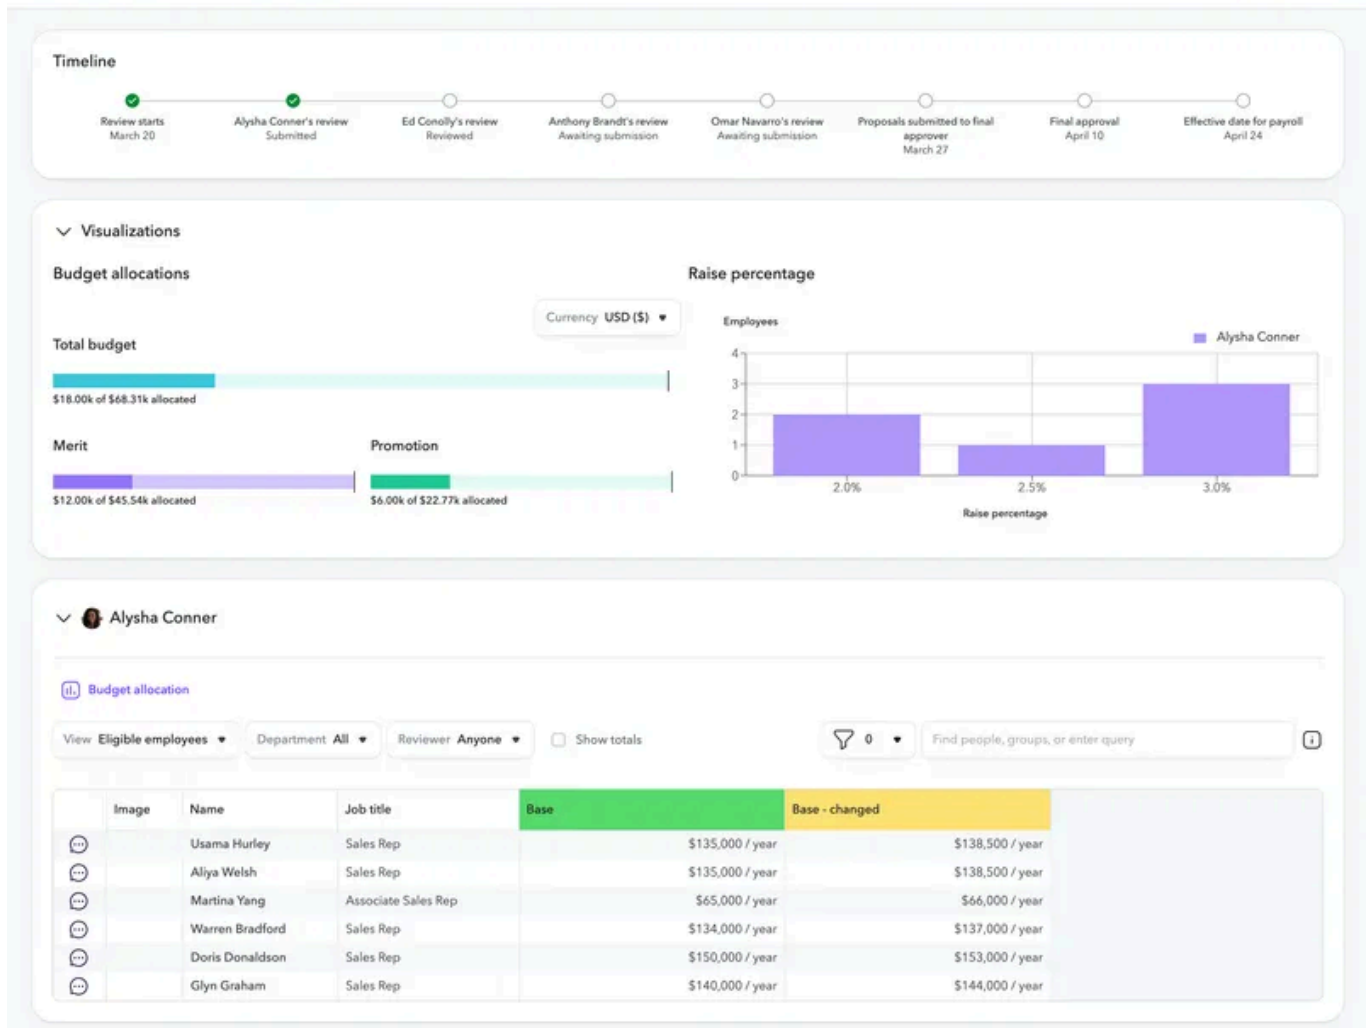 Timeline
Review starts
March 20
Alysha Conner's review
Submitted
Ed Conolly's review
Reviewed
Anthony Brandt's review
Awaiting submission
Omar Navarro's review
Awaiting submission
Proposals submitted to final
approver
March 27
Final approval
April 10
Effective date for payroll
April 24
Visualizations
Budget allocations
Currency USD ($)
Total budget
$18.00k of $68.31k allocated
Merit
$12.00k of $45.54k allocated
Promotion
$6.00k of $22.77k allocated
Raise percentage
Employees
Alysha Conner
4
3
2
1
0
2.0% 2.5% 3.0%
Raise percentage
Alysha Conner
Budget allocation
View Eligible employees Department All Reviewer Anyone Show totals 0 Find people, groups, or enter query
Image Name Job title Base Base - changed
Usama Hurley Sales Rep $135,000 / year $138,500 / year
Aliya Welsh Sales Rep $135,000 / year $138,500 / year
Martina Yang Associate Sales Rep $65,000 / year $66,000 / year
Warren Bradford Sales Rep $134,000 / year $137,000 / year
Doris Donaldson Sales Rep $150,000 / year $153,000 / year
Glyn Graham Sales Rep $140,000 / year $144,000 / year